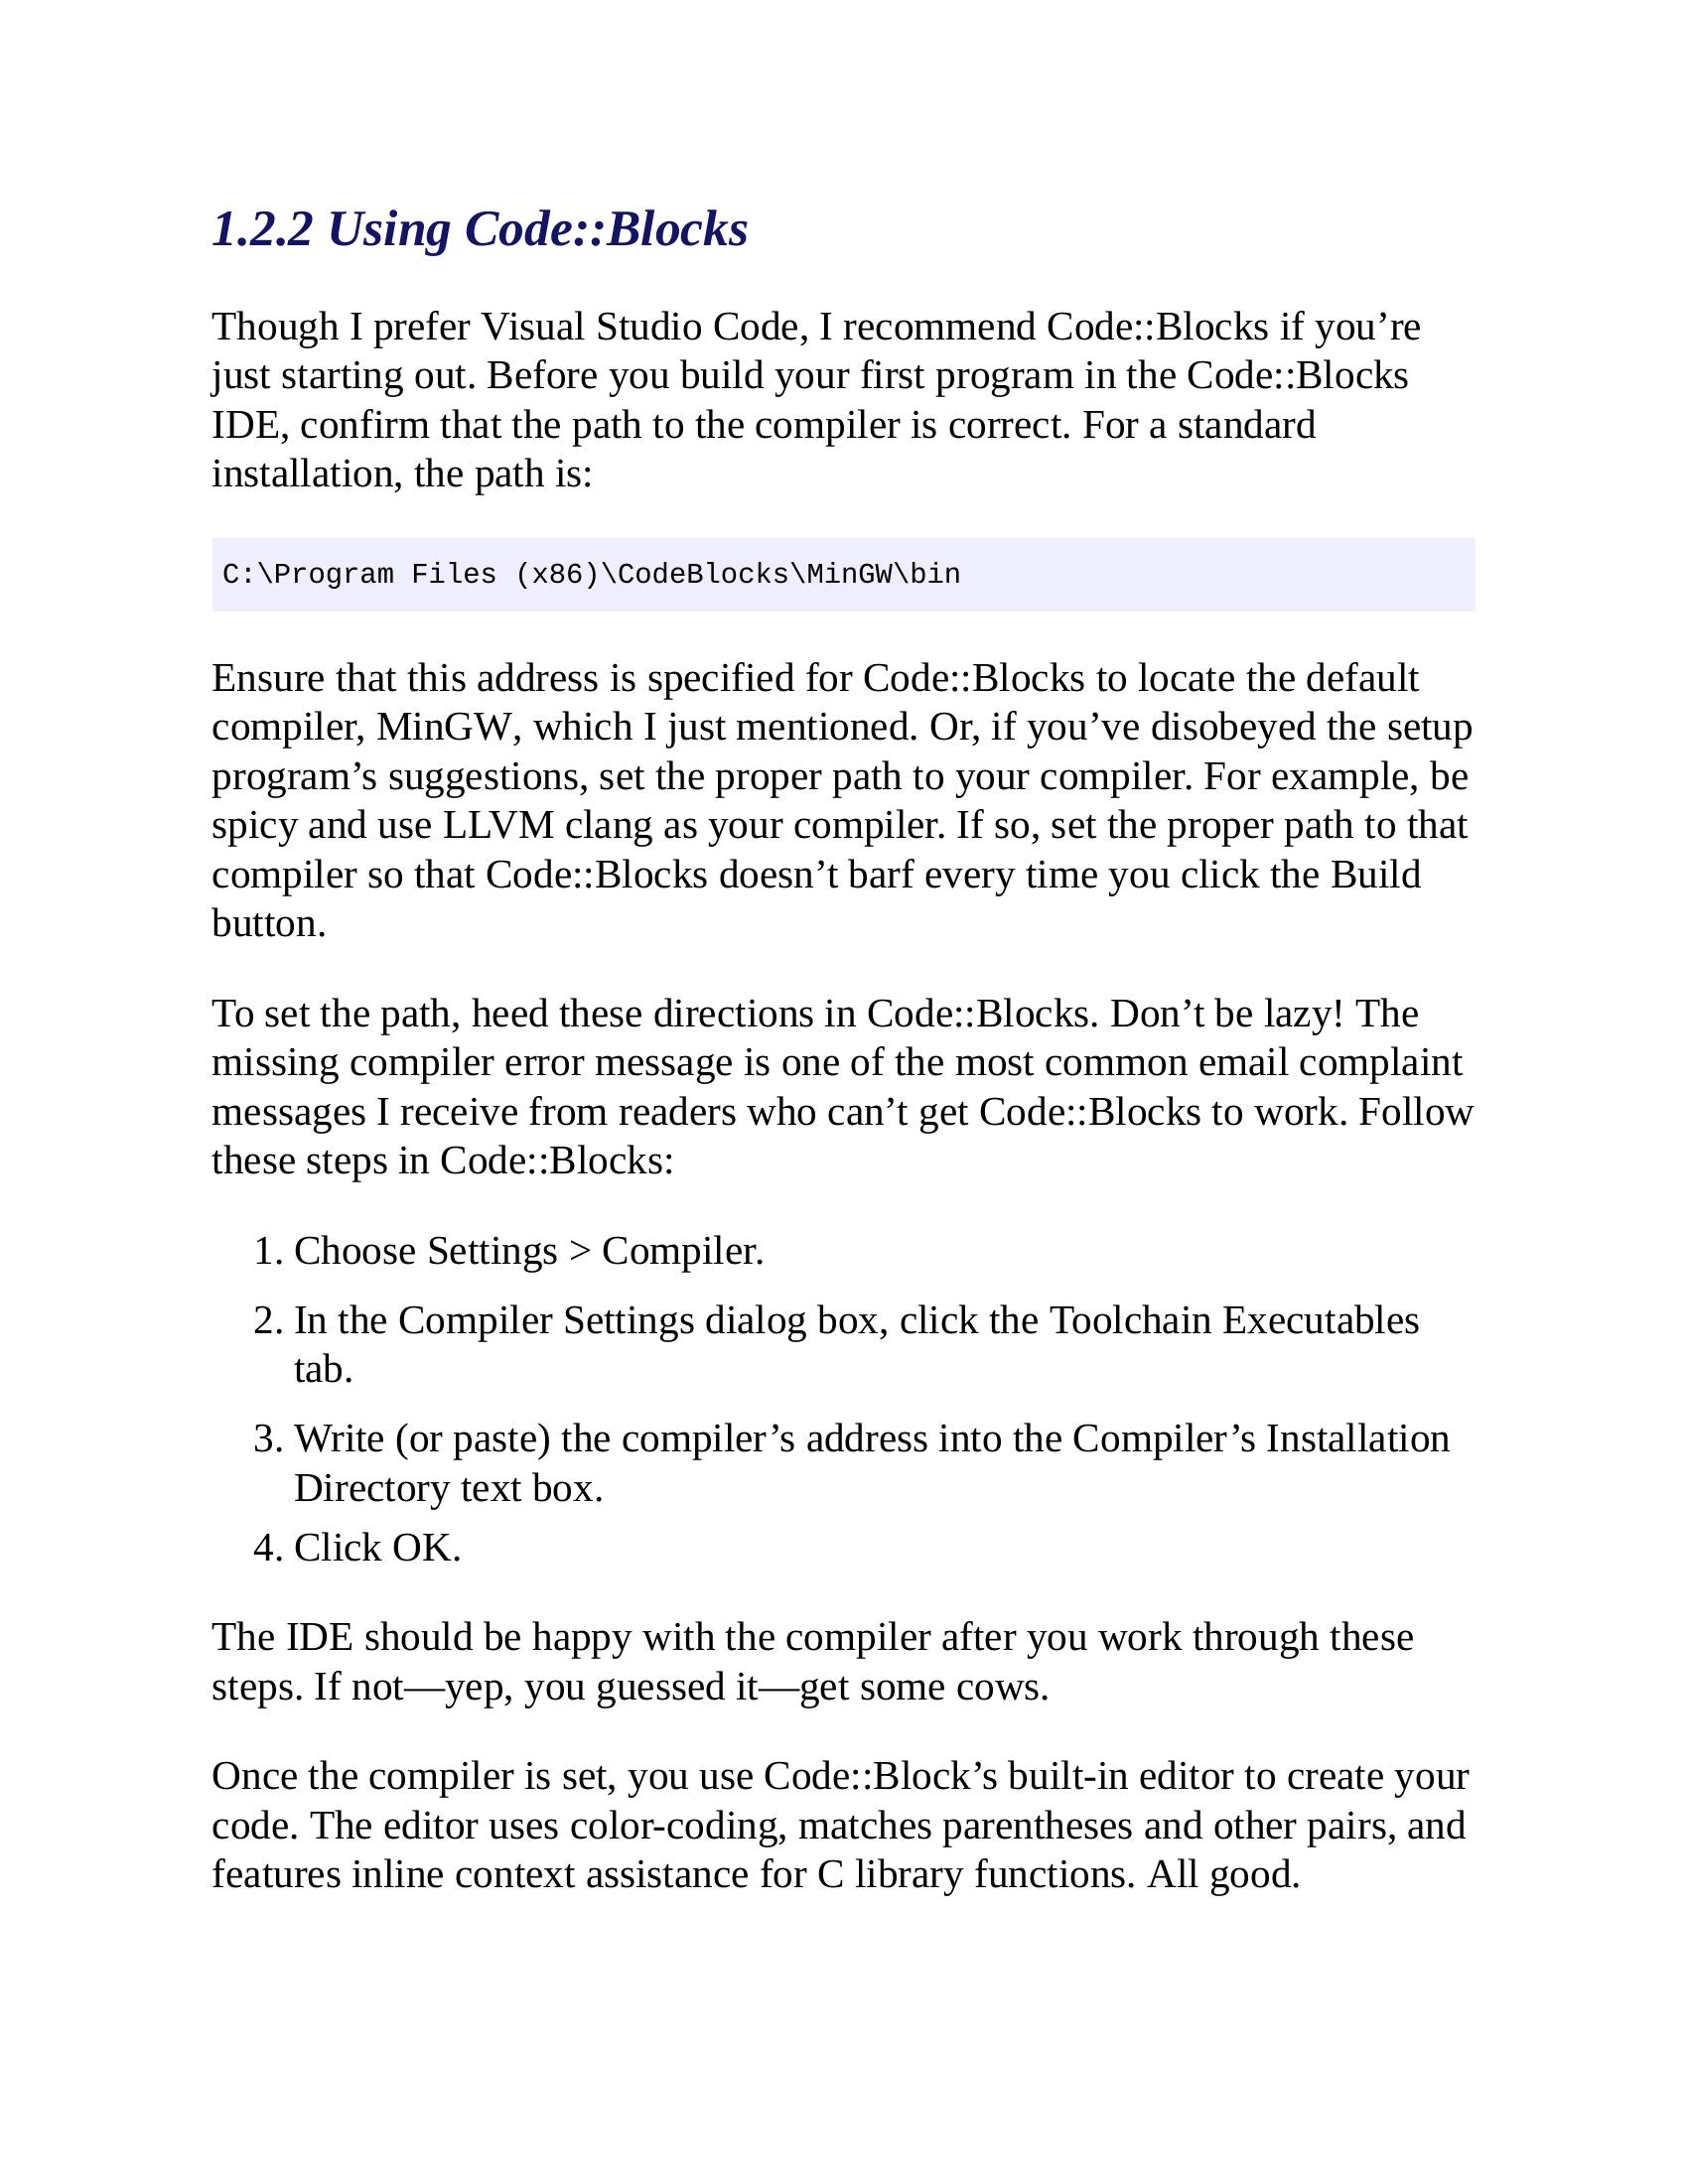 1.2.2 Using Code::Blocks
Though I prefer Visual Studio Code, I recommend Code::Blocks if you’re
just starting out. Before you build your first program in the Code::Blocks
IDE, confirm that the path to the compiler is correct. For a standard
installation, the path is:
C:\Program Files (x86)\CodeBlocks\MinGW\bin
Ensure that this address is specified for Code::Blocks to locate the default
compiler, MinGW, which I just mentioned. Or, if you’ve disobeyed the setup
program’s suggestions, set the proper path to your compiler. For example, be
spicy and use LLVM clang as your compiler. If so, set the proper path to that
compiler so that Code::Blocks doesn’t barf every time you click the Build
button.
To set the path, heed these directions in Code::Blocks. Don’t be lazy! The
missing compiler error message is one of the most common email complaint
messages I receive from readers who can’t get Code::Blocks to work. Follow
these steps in Code::Blocks:
1. Choose Settings > Compiler.
2. In the Compiler Settings dialog box, click the Toolchain Executables
tab.
3. Write (or paste) the compiler’s address into the Compiler’s Installation
Directory text box.
4. Click OK.
The IDE should be happy with the compiler after you work through these
steps. If not—yep, you guessed it—get some cows.
Once the compiler is set, you use Code::Block’s built-in editor to create your
code. The editor uses color-coding, matches parentheses and other pairs, and
features inline context assistance for C library functions. All good.